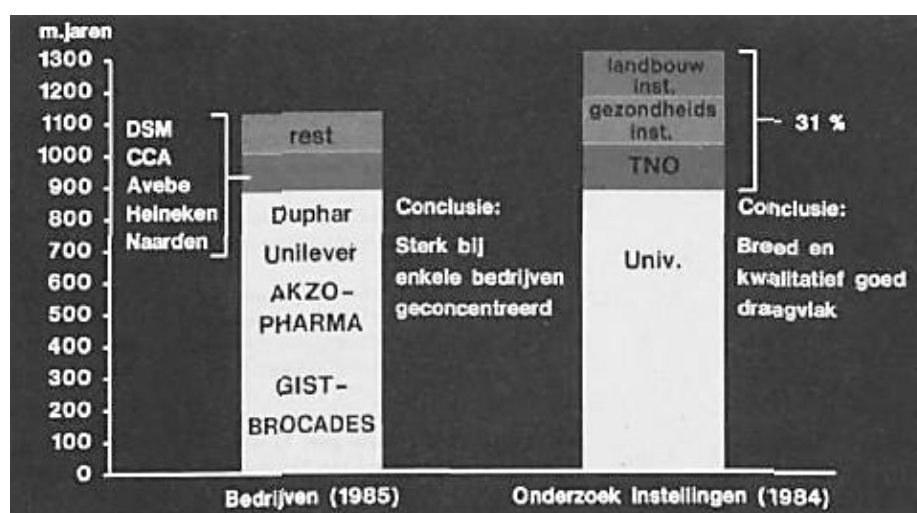 m.jaren
1300
1200
1100
1000
900
800
700
600
500
400
300
200
100
0
DSM
CCA
Avebe
Heineken
Naarden
rest
Duphar
Unilever
AKZO-
PHARMA
GIST-
BROCADES
Bedrijven (1985)
Conclusie:
Sterk bij
enkele bedrijven
geconcentreerd
landbouw
inst.
gezondheids
inst.
TNO
Univ.
Onderzoek Instellingen (1984)
31 %
Conclusie:
Breed en
kwalitatief goed
draagvlak